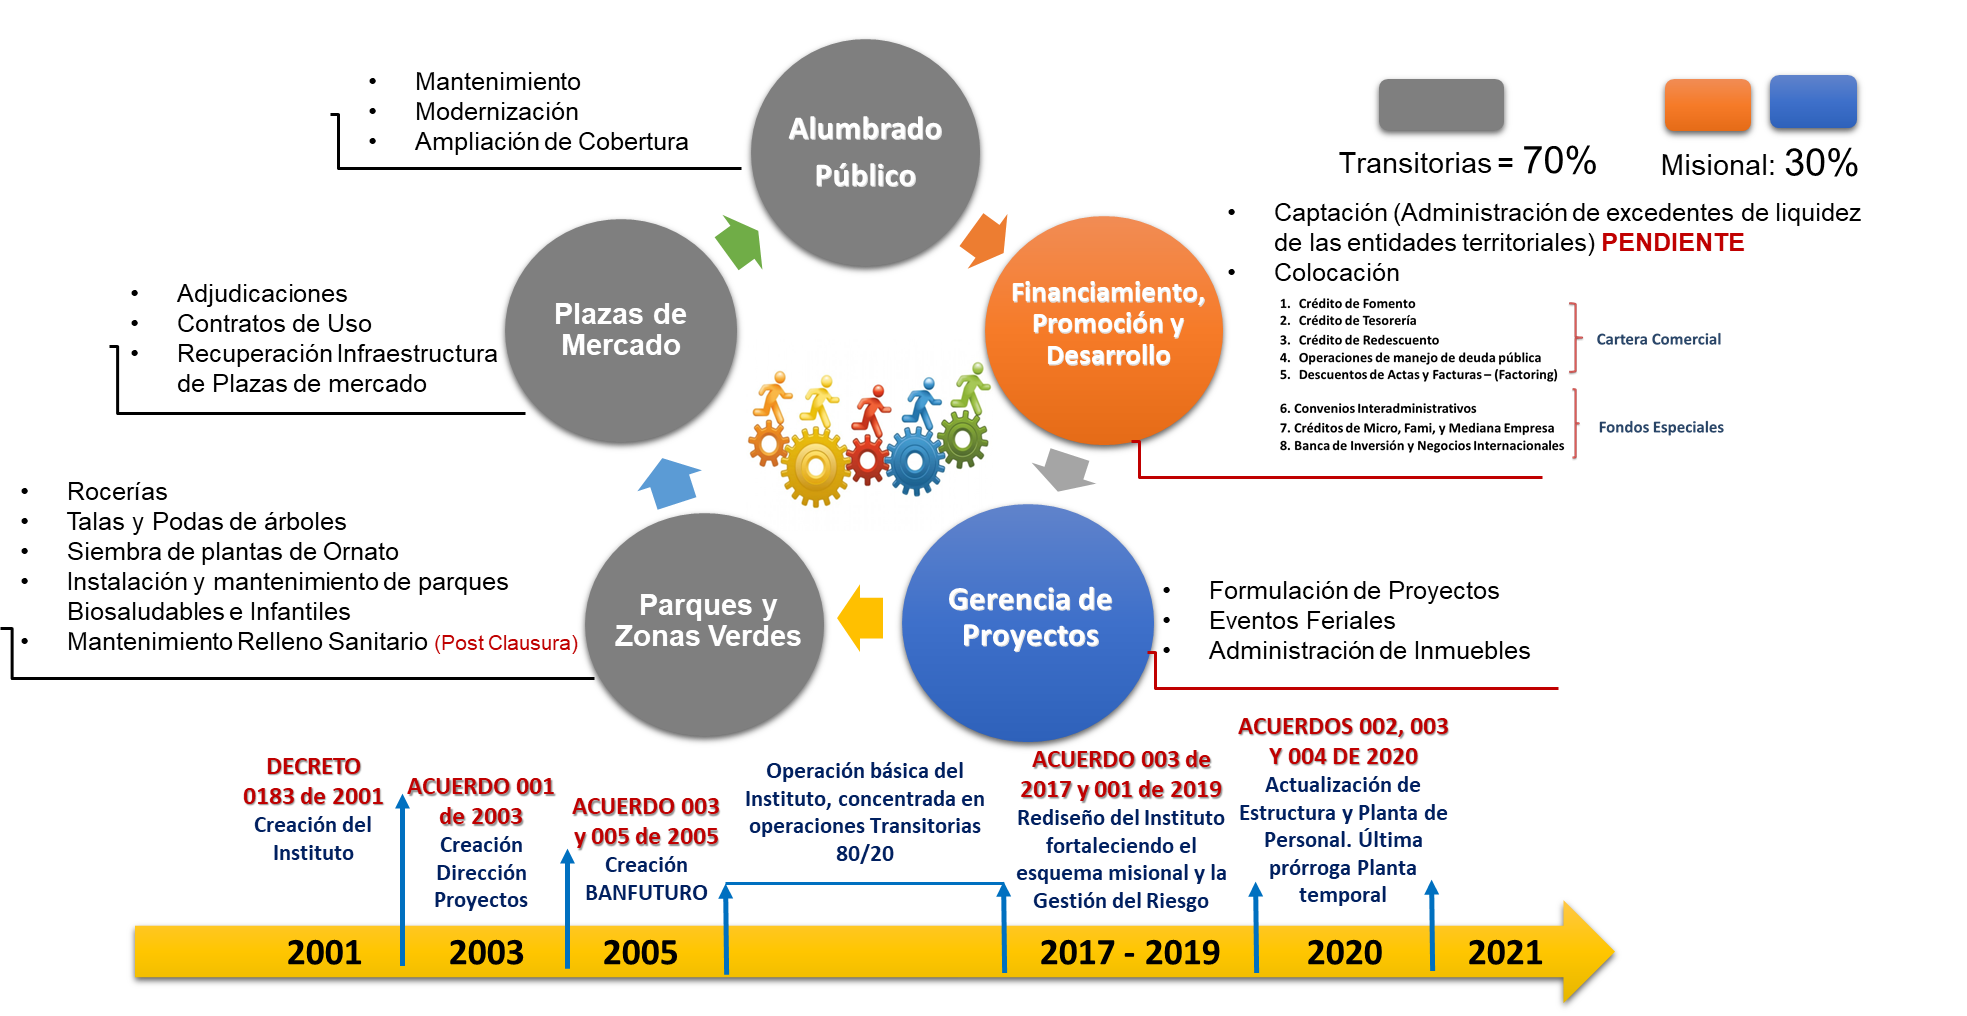 • Mantenimiento
• Modernización
• Ampliación de Cobertura
Alumbrado
Público
Transitorias = 70%
Misional: 30%
• Captación (Administración de excedentes de liquidez
de las entidades territoriales) PENDIENTE
• Colocación
1. Crédito de Fomento
2. Crédito de Tesorería
3. Crédito de Redescuento
4. Operaciones de manejo de deuda pública
5. Descuentos de Actas y Facturas – (Factoring)
Cartera Comercial
6. Convenios Interadministrativos
7. Créditos de Micro, Fami, y Mediana Empresa
8. Banca de Inversión y Negocios Internacionales
Fondos Especiales
Financiamiento,
Promoción y
Desarrollo
Plazas de
Mercado
• Adjudicaciones
• Contratos de Uso
• Recuperación Infraestructura
de Plazas de mercado
• Rocerías
• Talas y Podas de árboles
• Siembra de plantas de Ornato
• Instalación y mantenimiento de parques
Biosaludables e Infantiles
• Mantenimiento Relleno Sanitario (Post Clausura)
Parques y
Zonas Verdes
Gerencia de
Proyectos
• Formulación de Proyectos
• Eventos Feriales
• Administración de Inmuebles
DECRETO
0183 de 2001
Creación del
Instituto
ACUERDO 001
de 2003
Creación
Dirección
Proyectos
ACUERDO 003
y 005 de 2005
Creación
BANFUTURO
Operación básica del
Instituto, concentrada en
operaciones Transitorias
80/20
ACUERDO 003 de
2017 y 001 de 2019
Rediseño del Instituto
fortaleciendo el
esquema misional y la
Gestión del Riesgo
ACUERDOS 002, 003
Y 004 DE 2020
Actualización de
Estructura y Planta de
Personal. Última
prórroga Planta
temporal
2001
2003
2005
2017 - 2019
2020
2021